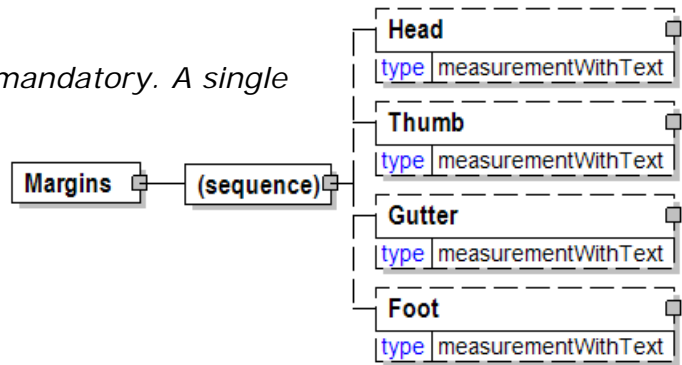 Head
type measurementWithText
mandatory. A single
Thumb
type measurementWithText
Margins
(sequence)
Gutter
type measurementWithText
Foot
type measurementWithText